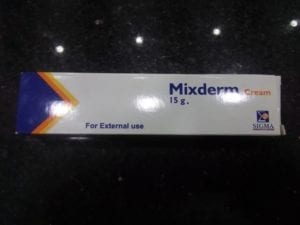 Mixderm Cream
15 g.
For External use
SIGMA